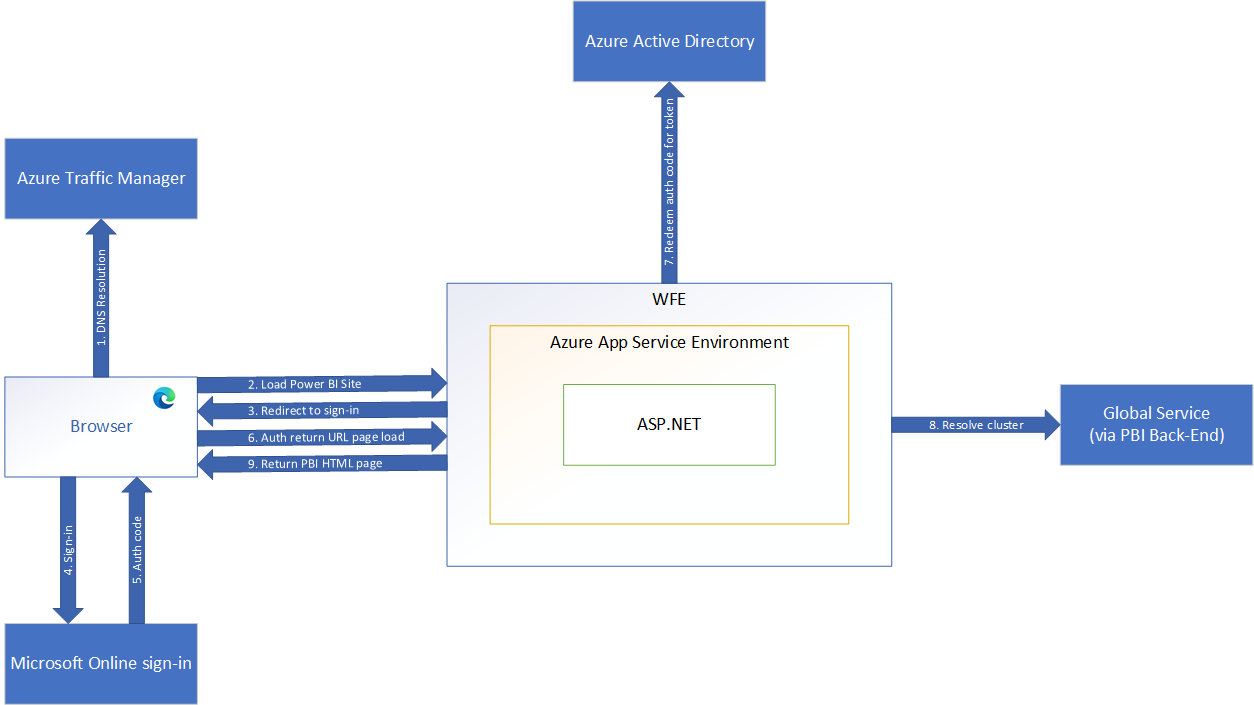 Azure Active Directory
Azure Traffic Manager
7. Redeem auth code for token
1. DNS Resolution
WFE
Azure App Service Environment
ASP.NET
Browser
2. Load Power BI Site
3. Redirect to sign-in
6. Auth return URL page load
9. Return PBI HTML page
8. Resolve cluster
Global Service
(via PBI Back-End)
4. Sign-in
5. Auth code
Microsoft Online sign-in